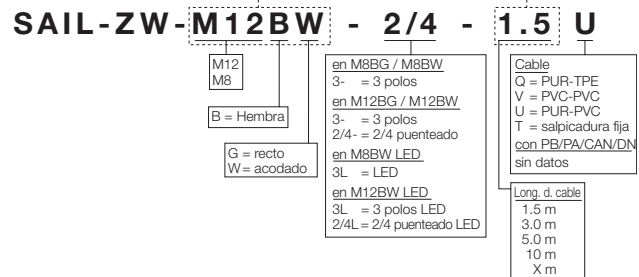 SAIL-ZW-M12BW - 2/4 - 1.5 U
M12
M8
B = Hembra
G = recto
W = acodado
en M8BG / M8BW
3- = 3 polos
en M12BG / M12BW
3- = 3 polos
2/4- = 2/4 puenteado
en M8BW LED
3L = LED
en M12BW LED
3L = 3 polos LED
2/4L = 2/4 puenteado LED
Cable
Q = PUR-TPE
V = PVC-PVC
U = PUR-PVC
T = salpicadura fija
con PB/PA/CAN/DN
sin datos
Long. d. cable
1.5 m
3.0 m
5.0 m
10 m
X m